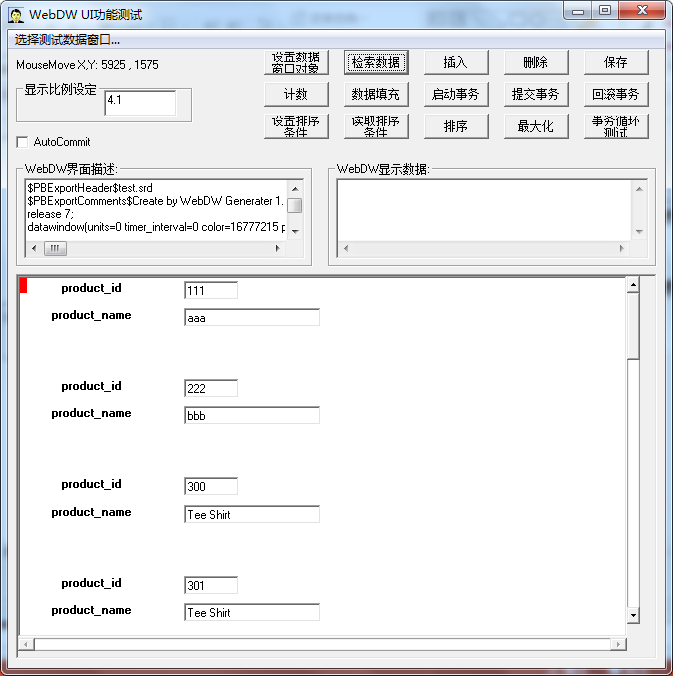 WebDW UI功能测试
选择测试数据窗口...
MouseMove X,Y: 5925 , 1575
显示比例设定
4.1
AutoCommit
设置数据
窗口对象
检索数据
插入
删除
保存
计数
数据填充
启动事务
提交事务
回滚事务
设置排序
条件
读取排序
条件
排序
最大化
事务循环
测试
WebDW界面描述:
$PBExportHeader$test.srd
$PBExportComments$Create by WebDW Generater 1.
release 7;
datawindow(units=0 timer_interval=0 color=16777215 p
WebDW显示数据:
product_id 111
product_name aaa
product_id 222
product_name bbb
product_id 300
product_name Tee Shirt
product_id 301
product_name Tee Shirt